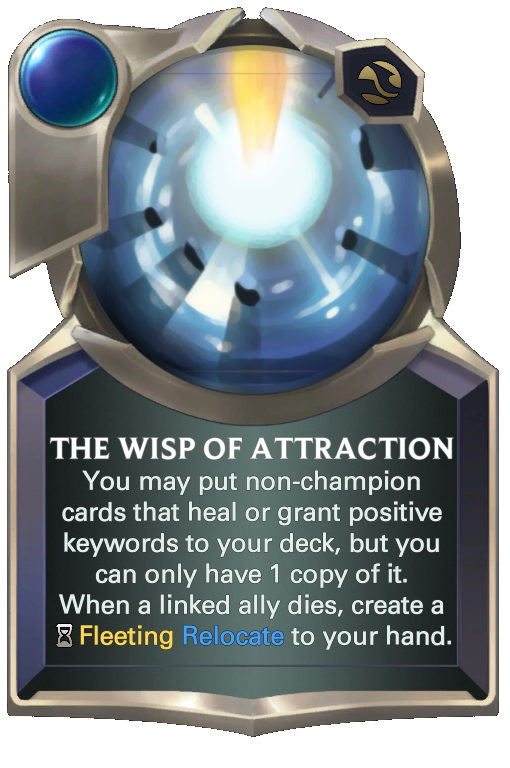 THE WISP OF ATTRACTION
You may put non-champion
cards that heal or grant positive
keywords to your deck, but you
can only have 1 copy of it.
When a linked ally dies, create a
Fleeting Relocate to your hand.